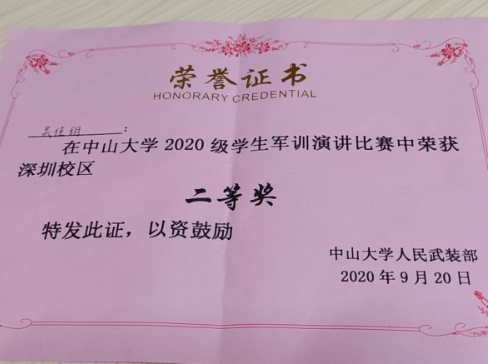 荣誉证书
HONORARY CREDENTIAL
:
在中山大学 2020 级学生军训演讲比赛中荣获
深圳校区
二等奖
特发此证，以资鼓励
中山大学人民武装部
2020 年 9 月 20 日